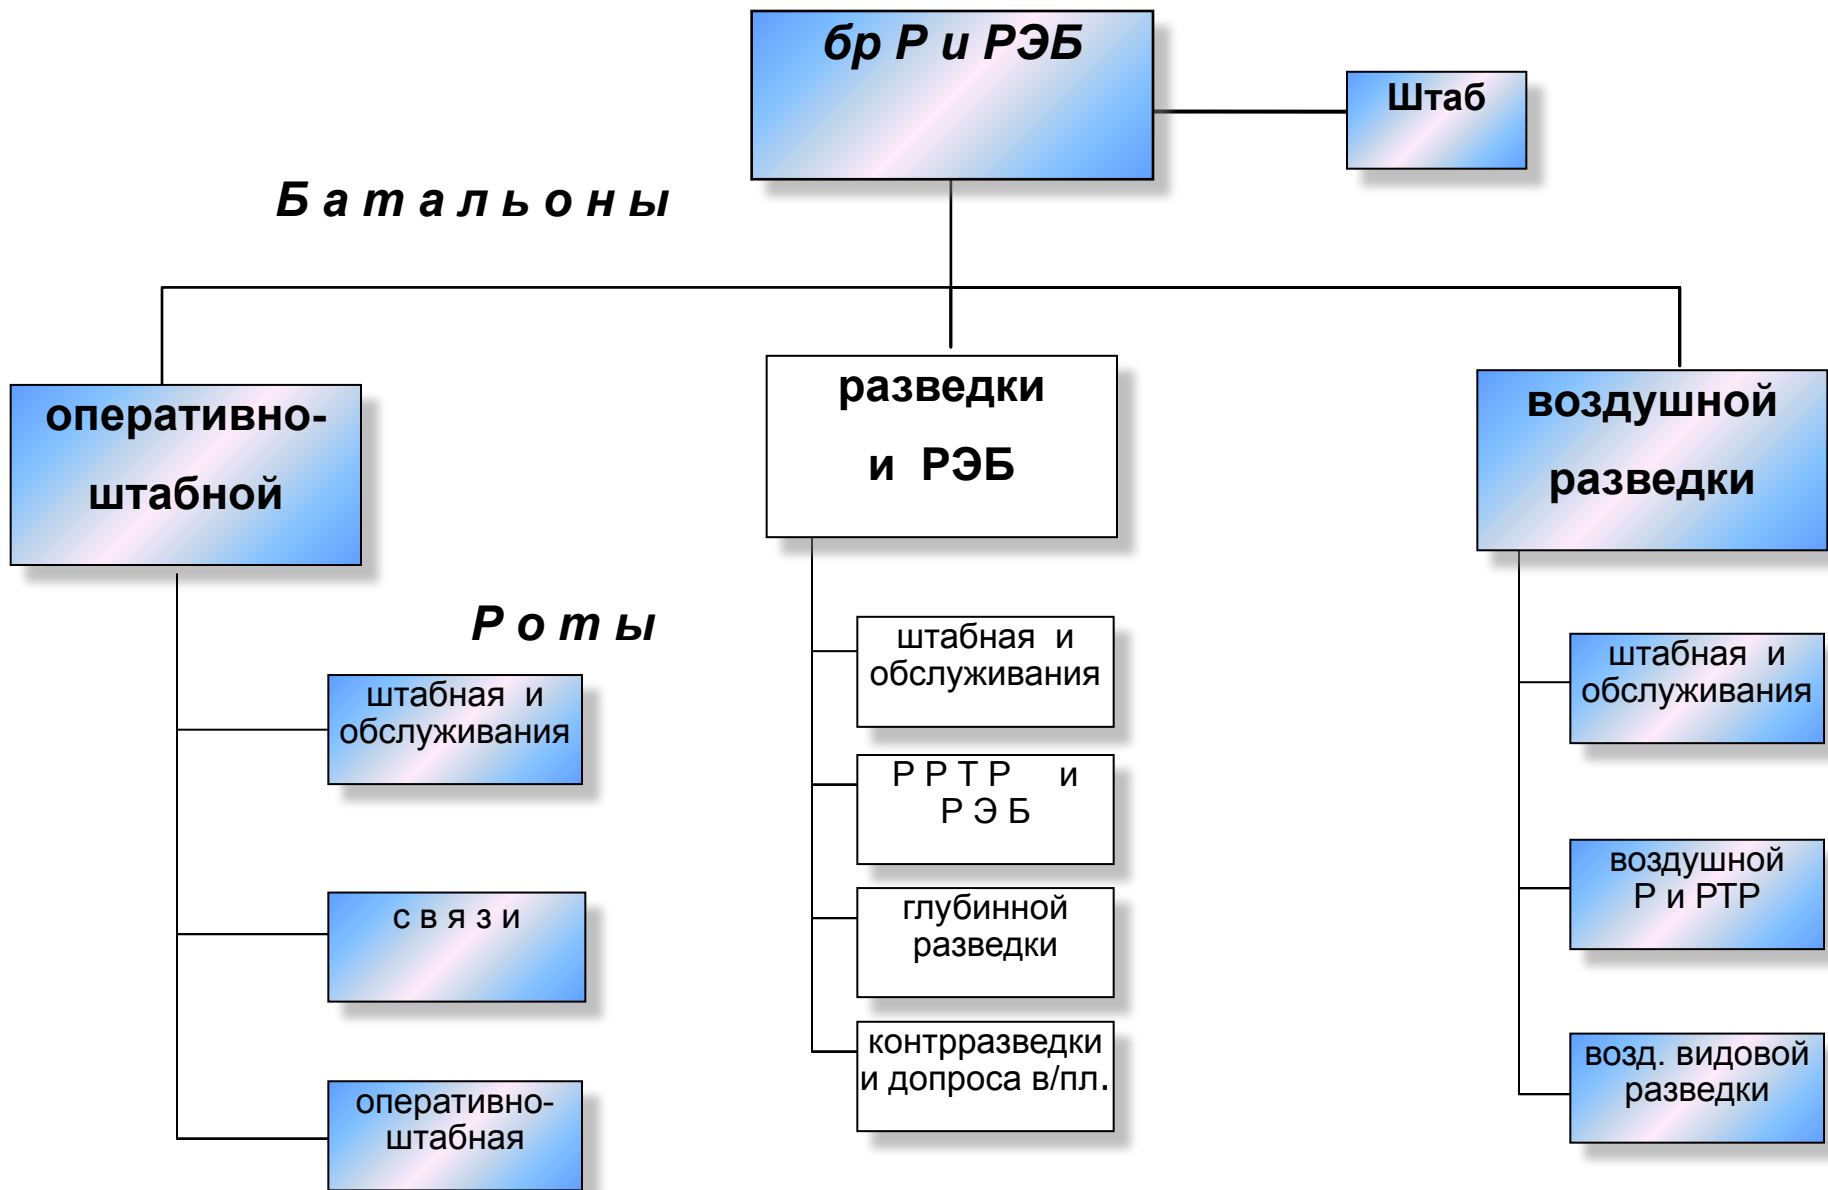 бр Р и РЭБ
Штаб
Б а т а л ь о н ы
оперативно-
штабной
разведки
и РЭБ
воздушной
разведки
Р о т ы
штабная и
обслуживания
с в я з и
оперативно-
штабная
штабная и
обслуживания
Р Р Т Р и
Р Э Б
глубинной
разведки
контрразведки
и допроса в/пл.
штабная и
обслуживания
воздушной
Р и РТР
возд. видовой
разведки